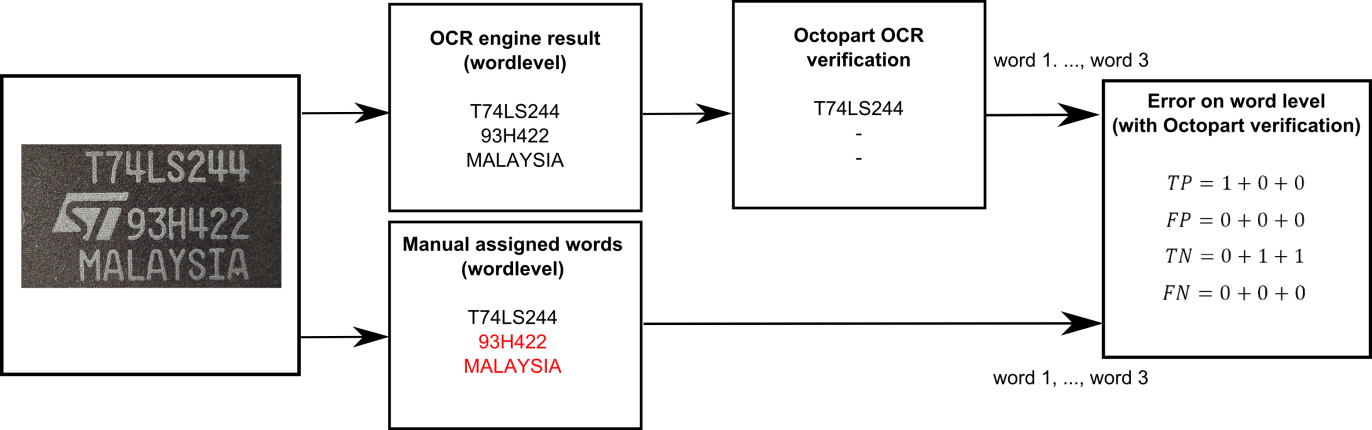 T74LS244
ST 93H422
MALAYSIA
OCR engine result
(wordlevel)
T74LS244
93H422
MALAYSIA
Manual assigned words
(wordlevel)
T74LS244
93H422
MALAYSIA
Octopart OCR
verification
T74LS244
-
-
word 1. ..., word 3
Error on word level
(with Octopart verification)
TP = 1 + 0 + 0
FP = 0 + 0 + 0
TN = 0 + 1 + 1
FN = 0 + 0 + 0
word 1, ..., word 3